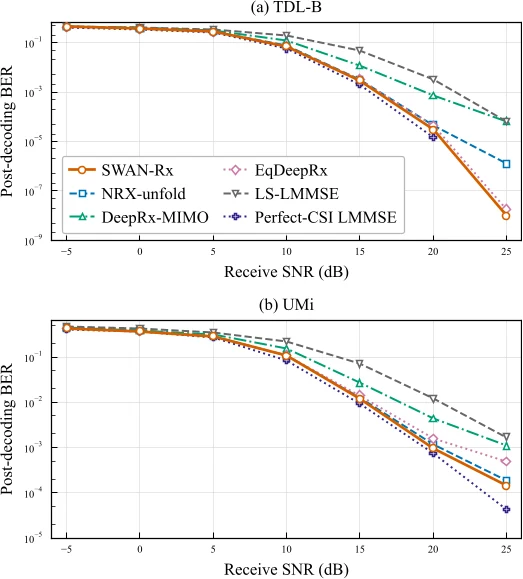 (a) TDL-B
Post-decoding BER
10⁻¹
10⁻³
10⁻⁵
10⁻⁷
10⁻⁹
SWAN-Rx
NRX-unfold
DeepRx-MIMO
EqDeepRx
LS-LMMSE
Perfect-CSI LMMSE
−5 0 5 10 15 20 25
Receive SNR (dB)
(b) UMi
Post-decoding BER
10⁻¹
10⁻²
10⁻³
10⁻⁴
10⁻⁵
−5 0 5 10 15 20 25
Receive SNR (dB)